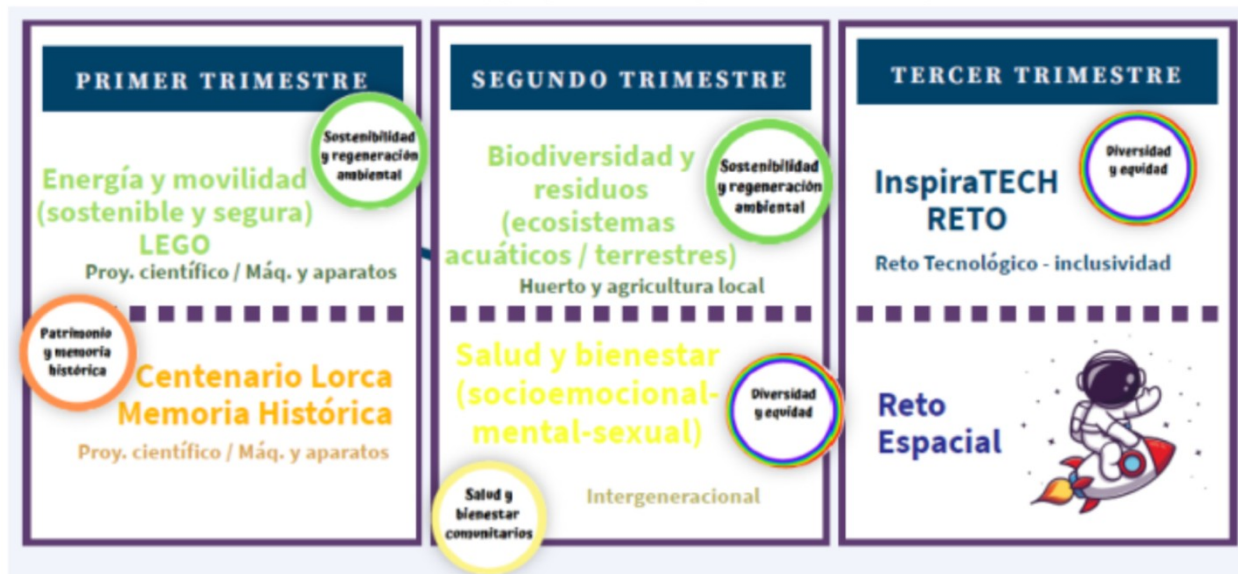 PRIMER TRIMESTRE
Sostenibilidad
y regeneración
ambiental
Energía y movilidad
(sostenible y segura)
LEGO
Proy. científico / Máq. y aparatos
Patrimonio
y memoria
histórica
Centenario Lorca
Memoria Histórica
Proy. científico / Máq. y aparatos
SEGUNDO TRIMESTRE
Sostenibilidad
y regeneración
ambiental
Biodiversidad y
residuos
(ecosistemas
acuáticos / terrestres)
Huerto y agricultura local
Salud y bienestar
(socioemocional-
mental-sexual)
Diversidad
y equidad
Intergeneracional
Salud y
bienestar
comunitarios
TERCER TRIMESTRE
Diversidad
y equidad
InspiraTECH
RETO
Reto Tecnológico - inclusividad
Reto
Espacial